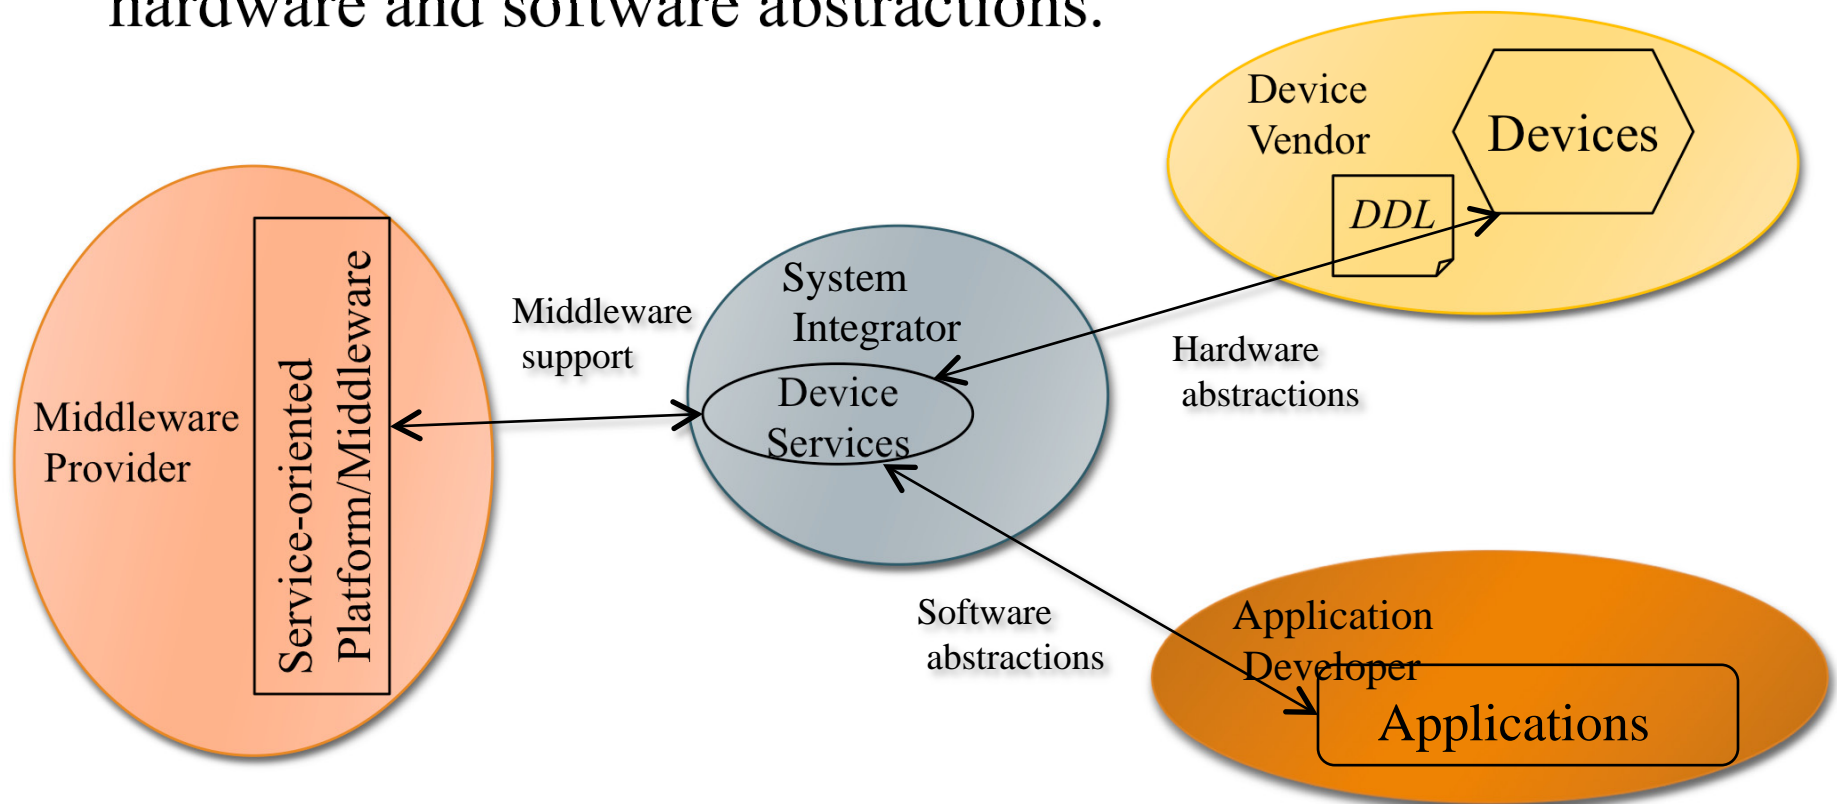 hardware and software abstractions.
Device
Vendor
Devices
DDL
Middleware
Provider
Service-oriented
Platform/Middleware
Middleware
support
System
Integrator
Device
Services
Hardware
abstractions
Software
abstractions
Application
Developer
Applications